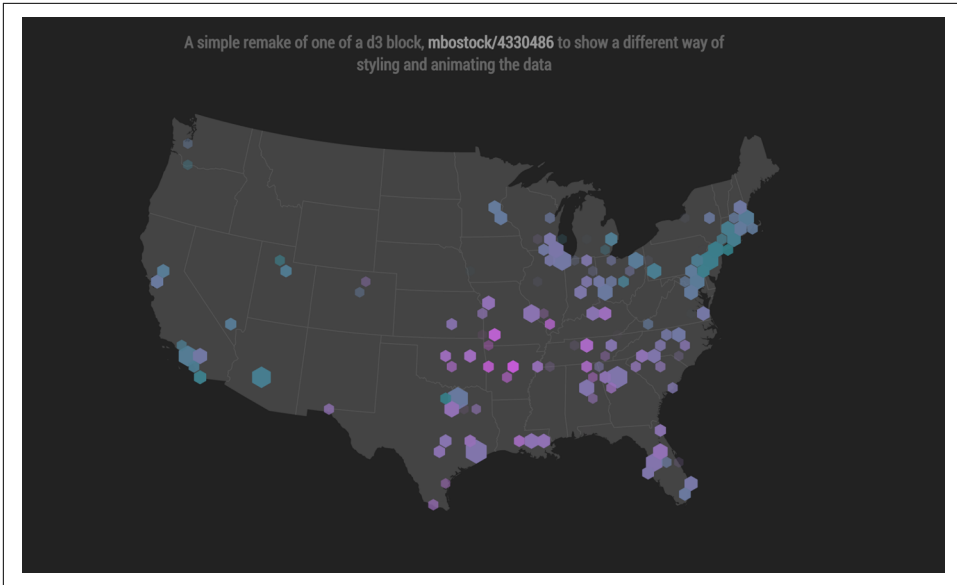 A simple remake of one of a d3 block, mbostock/4330486 to show a different way of
styling and animating the data